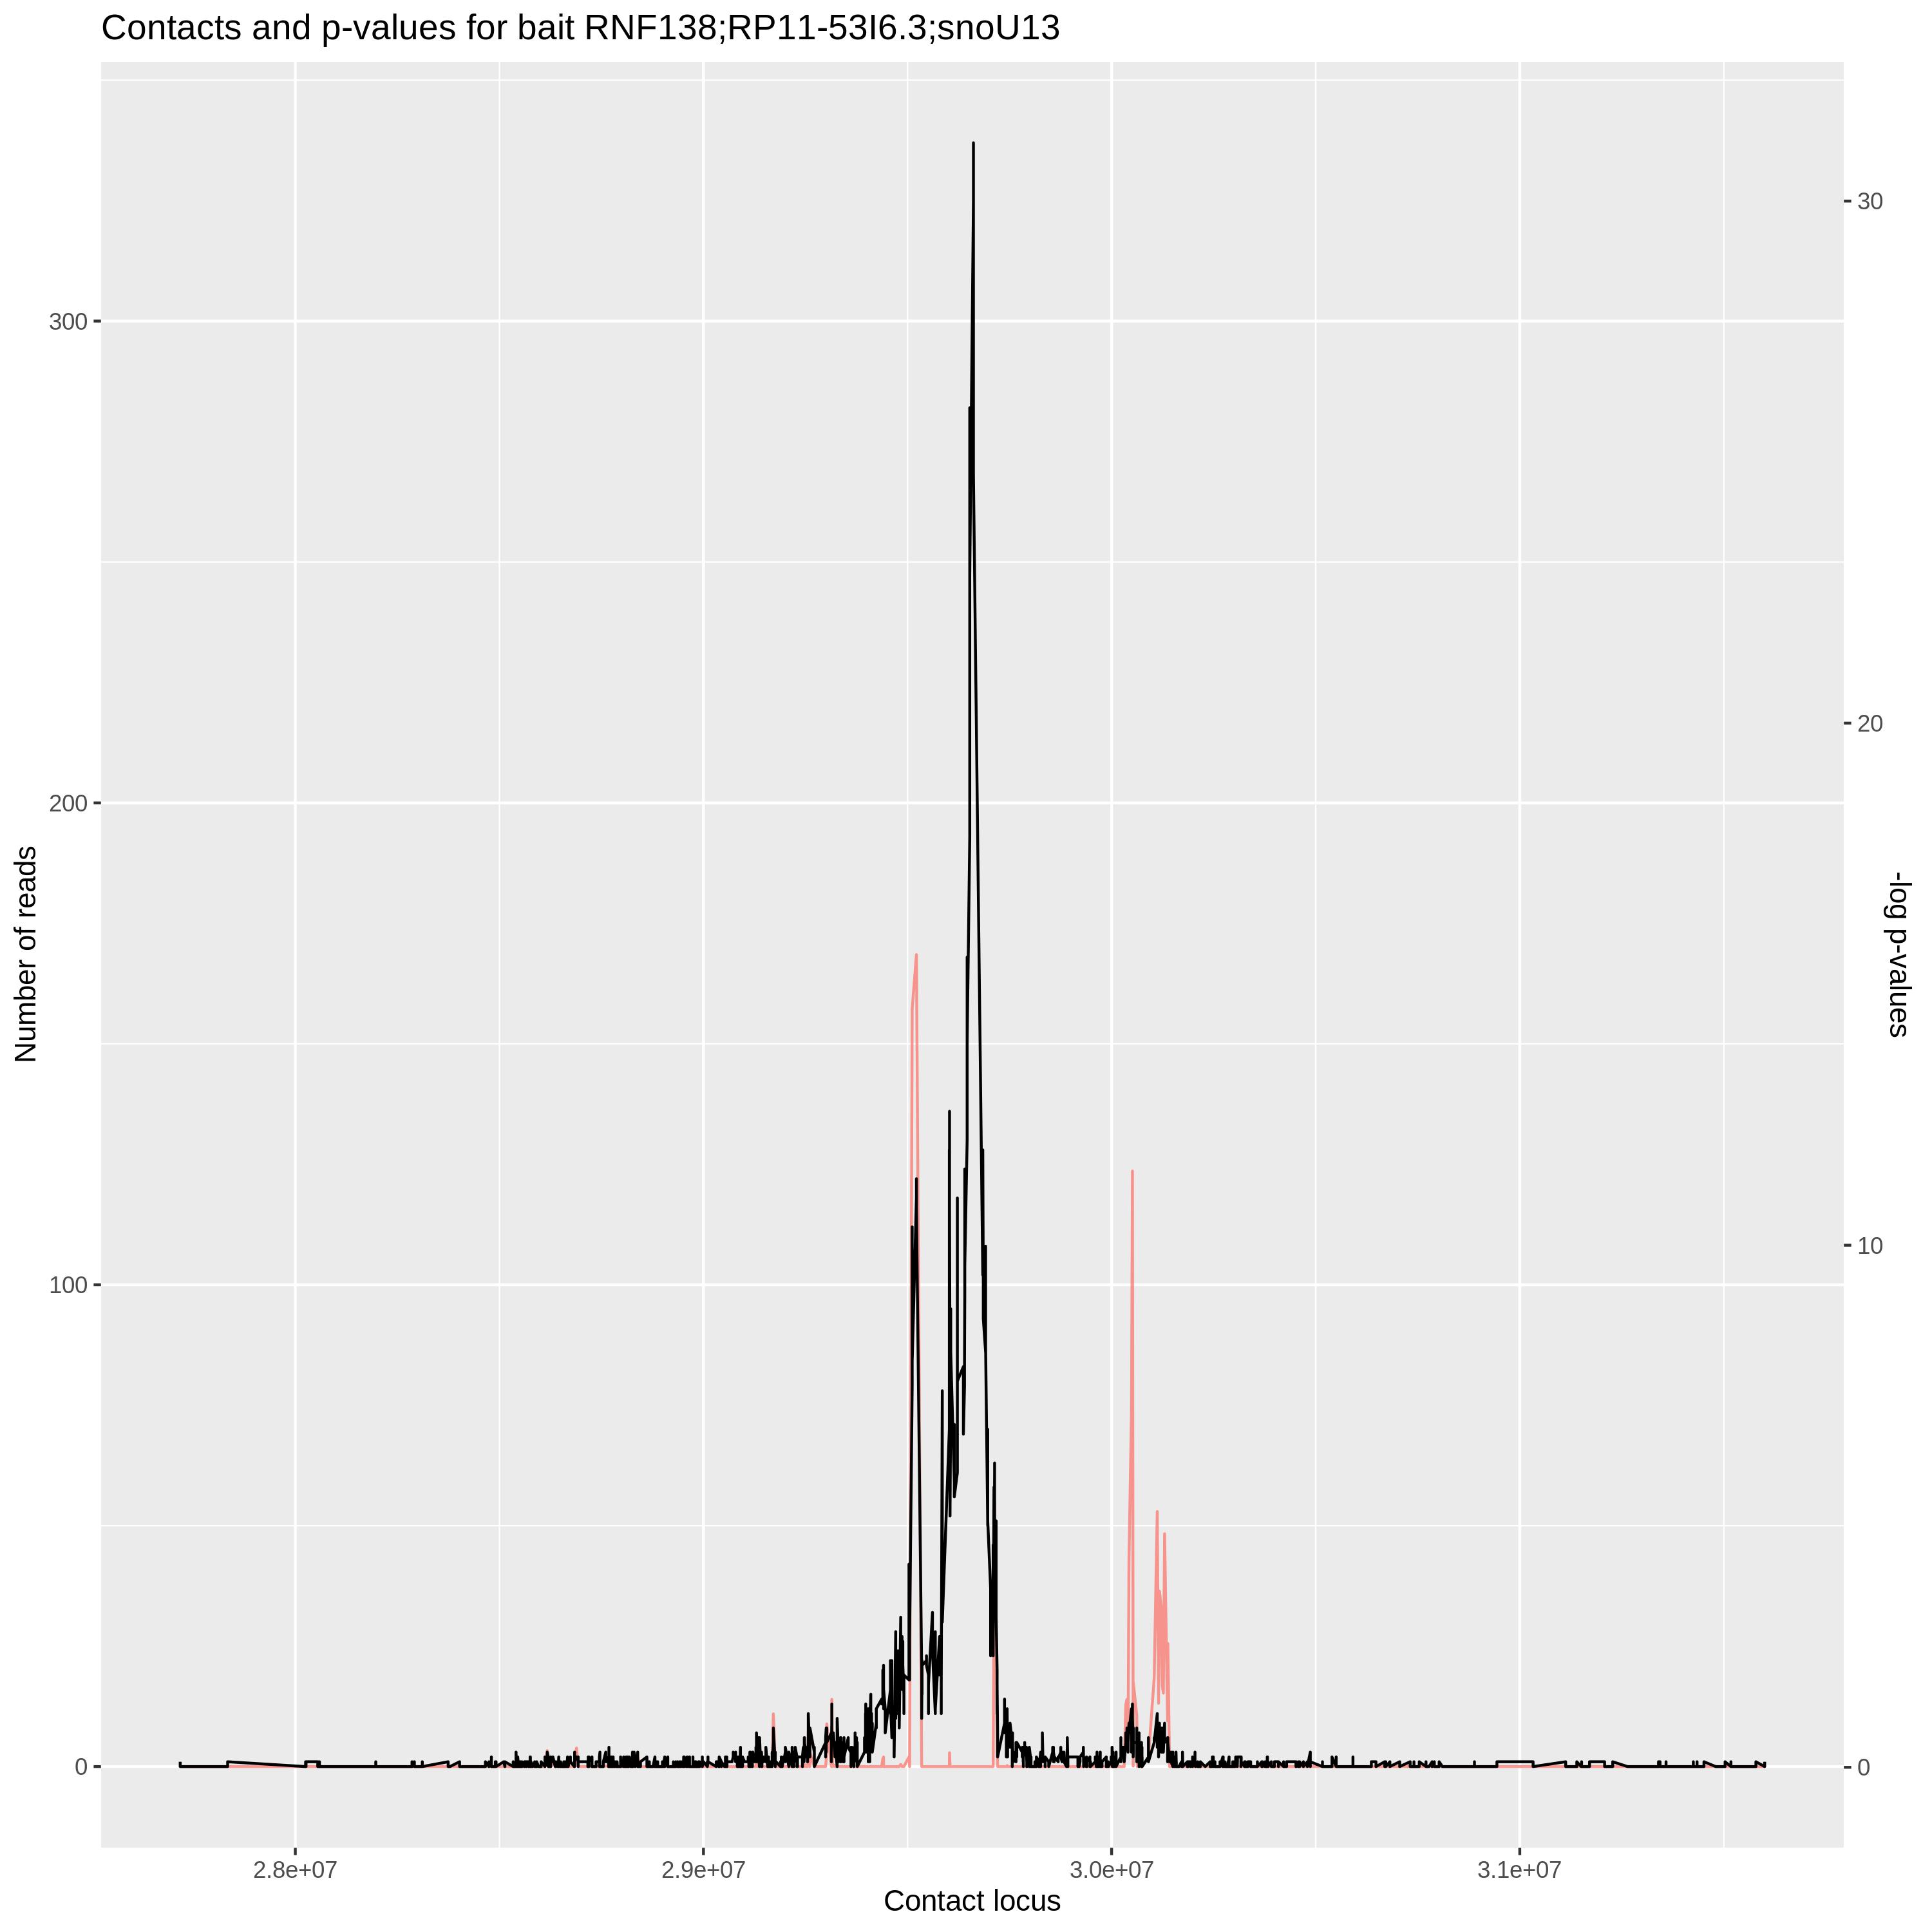 Contacts and p-values for bait RNF138;RP11-53I6.3;snoU13
300
200
100
0
30
20
10
0
2.8e+07
2.9e+07
3.0e+07
3.1e+07
Number of reads
-log p-values
Contact locus